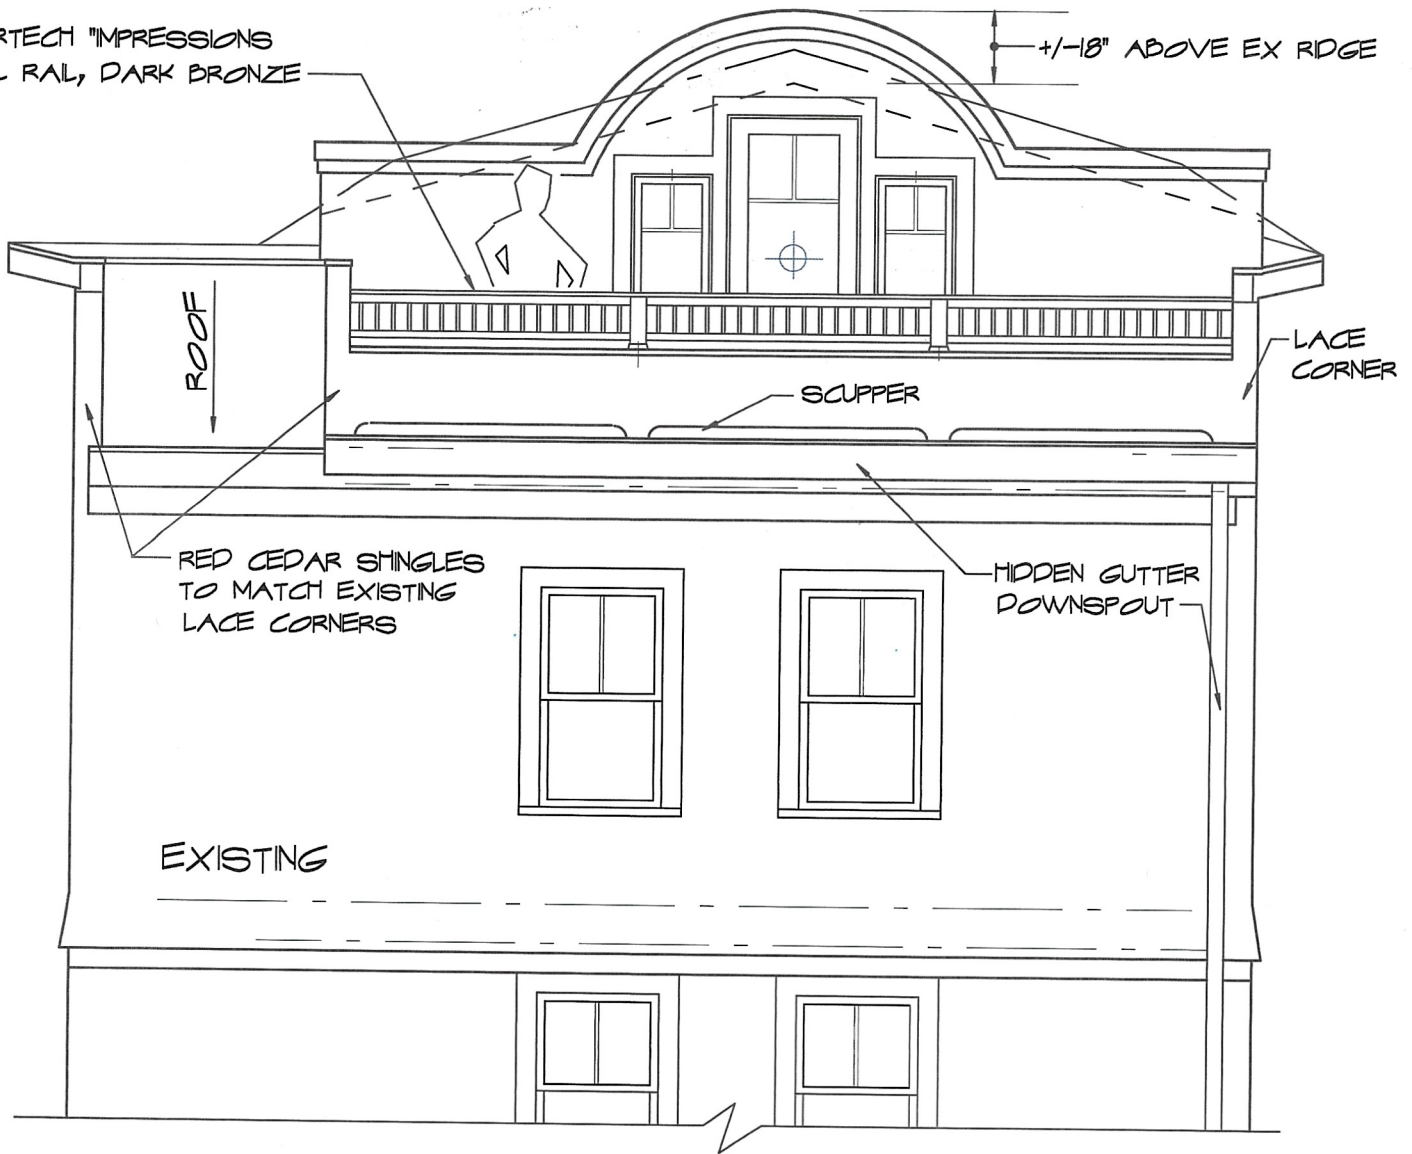 RTECH "IMPRESSIONS
L RAIL, DARK BRONZE
+/-18" ABOVE EX RIDGE
ROOF
LACE
CORNER
SCUPPER
RED CEDAR SHINGLES
TO MATCH EXISTING
LACE CORNERS
HIDDEN GUTTER
DOWNSPOUT
EXISTING